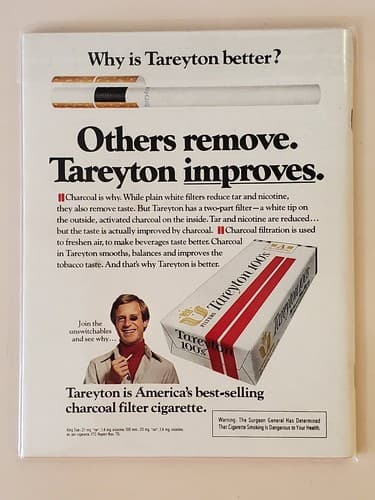 Why is Tareyton better?
Others remove.
Tareyton improves.
Charcoal is why. While plain white filters reduce tar and nicotine,
they also remove taste. But Tareyton has a two-part filter—a white tip on
the outside, activated charcoal on the inside. Tar and nicotine are reduced...
but the taste is actually improved by charcoal. Charcoal filtration is used
to freshen air, to make beverages taste better. Charcoal
in Tareyton smooths, balances and improves the
tobacco taste. And that's why Tareyton is better.
Tareyton 100's
FILTERS
Tareyton
100's
Join the
unswitchables
and see why...
Tareyton is America's best-selling
charcoal filter cigarette.
Warning: The Surgeon General Has Determined
That Cigarette Smoking Is Dangerous to Your Health.